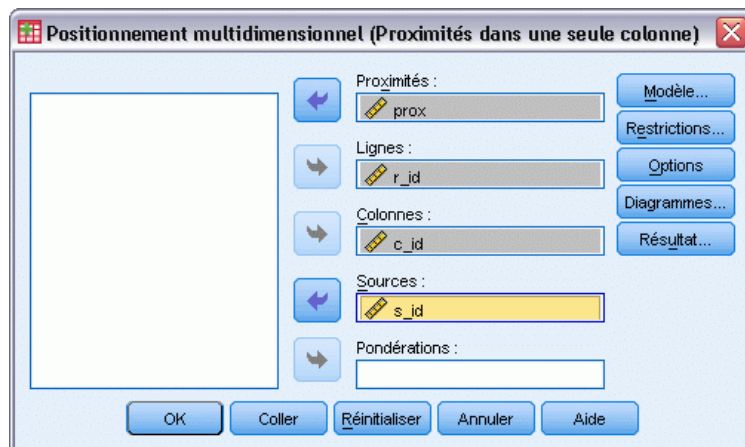 Positionnement multidimensionnel (Proximités dans une seule colonne)
Proximités :
prox
Lignes :
r_id
Colonnes :
c_id
Sources :
s_id
Pondérations :
Modèle...
Restrictions...
Options
Diagrammes...
Résultat...
OK
Coller
Réinitialiser
Annuler
Aide